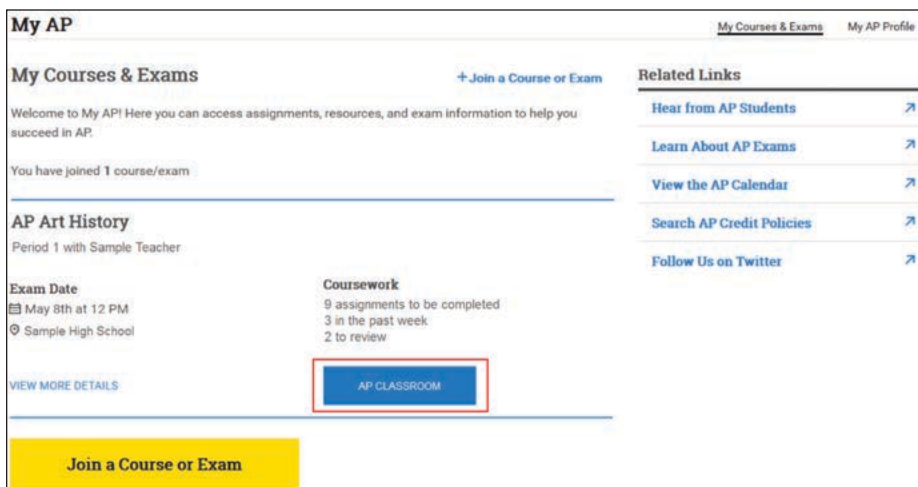 My AP
My Courses & Exams
My AP Profile
My Courses & Exams
+Join a Course or Exam
Welcome to My AP! Here you can access assignments, resources, and exam information to help you
succeed in AP.
You have joined 1 course/exam
AP Art History
Period 1 with Sample Teacher
Exam Date
May 8th at 12 PM
Sample High School
VIEW MORE DETAILS
Coursework
9 assignments to be completed
3 in the past week
2 to review
AP CLASSROOM
Join a Course or Exam
Related Links
Hear from AP Students
Learn About AP Exams
View the AP Calendar
Search AP Credit Policies
Follow Us on Twitter